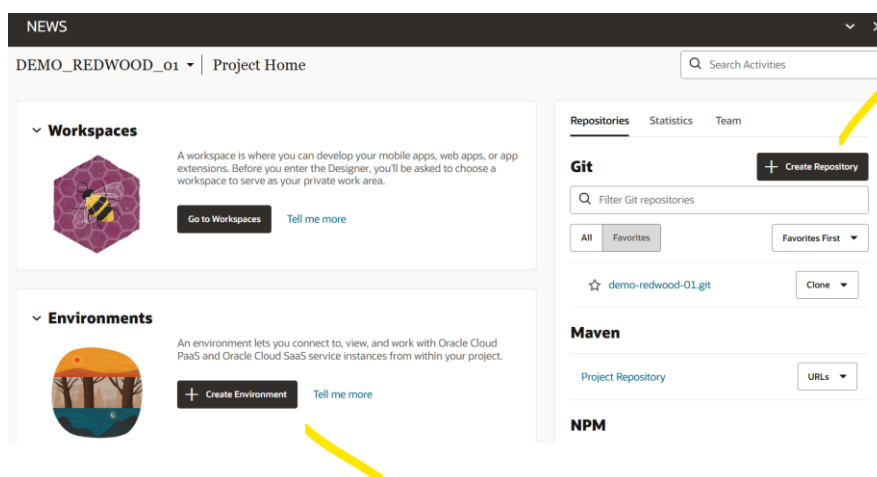 NEWS
DEMO_REDWOOD_01 Project Home
Search Activities
Workspaces
A workspace is where you can develop your mobile apps, web apps, or app
extensions. Before you enter the Designer, you'll be asked to choose a
workspace to serve as your private work area.
Go to Workspaces Tell me more
Environments
An environment lets you connect to, view, and work with Oracle Cloud
PaaS and Oracle Cloud SaaS service instances from within your project.
Create Environment Tell me more
Repositories Statistics Team
Git Create Repository
Filter Git repositories
All Favorites Favorites First
demo-redwood-01.git Clone
Maven
Project Repository URLs
NPM